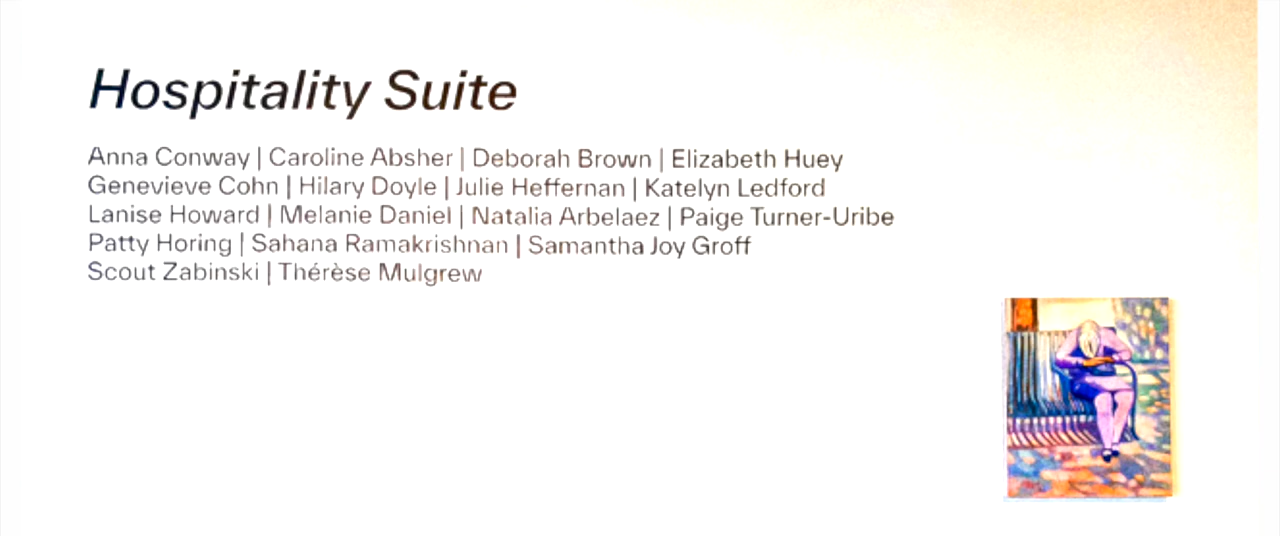 Hospitality Suite
Anna Conway | Caroline Absher | Deborah Brown | Elizabeth Huey
Genevieve Cohn | Hilary Doyle | Julie Heffernan | Katelyn Ledford
Lanise Howard | Melanie Daniel | Natalia Arbelaez | Paige Turner-Uribe
Patty Horing | Sahana Ramakrishnan | Samantha Joy Groff
Scout Zabinski | Thérèse Mulgrew